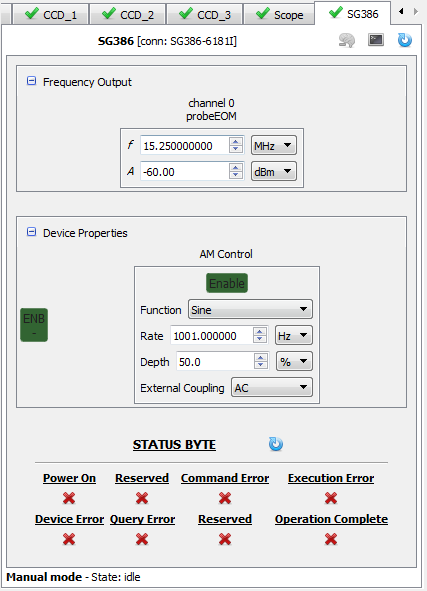 CCD_1 CCD_2 CCD_3 Scope SG386
SG386 [conn: SG386-6181I]
Frequency Output
channel 0
probeEOM
f 15.250000000 MHz
A -60.00 dBm
Device Properties
AM Control
Enable
ENB
-
Function Sine
Rate 1001.000000 Hz
Depth 50.0 %
External Coupling AC
STATUS BYTE
Power On Reserved Command Error Execution Error
Device Error Query Error Reserved Operation Complete
Manual mode - State: idle